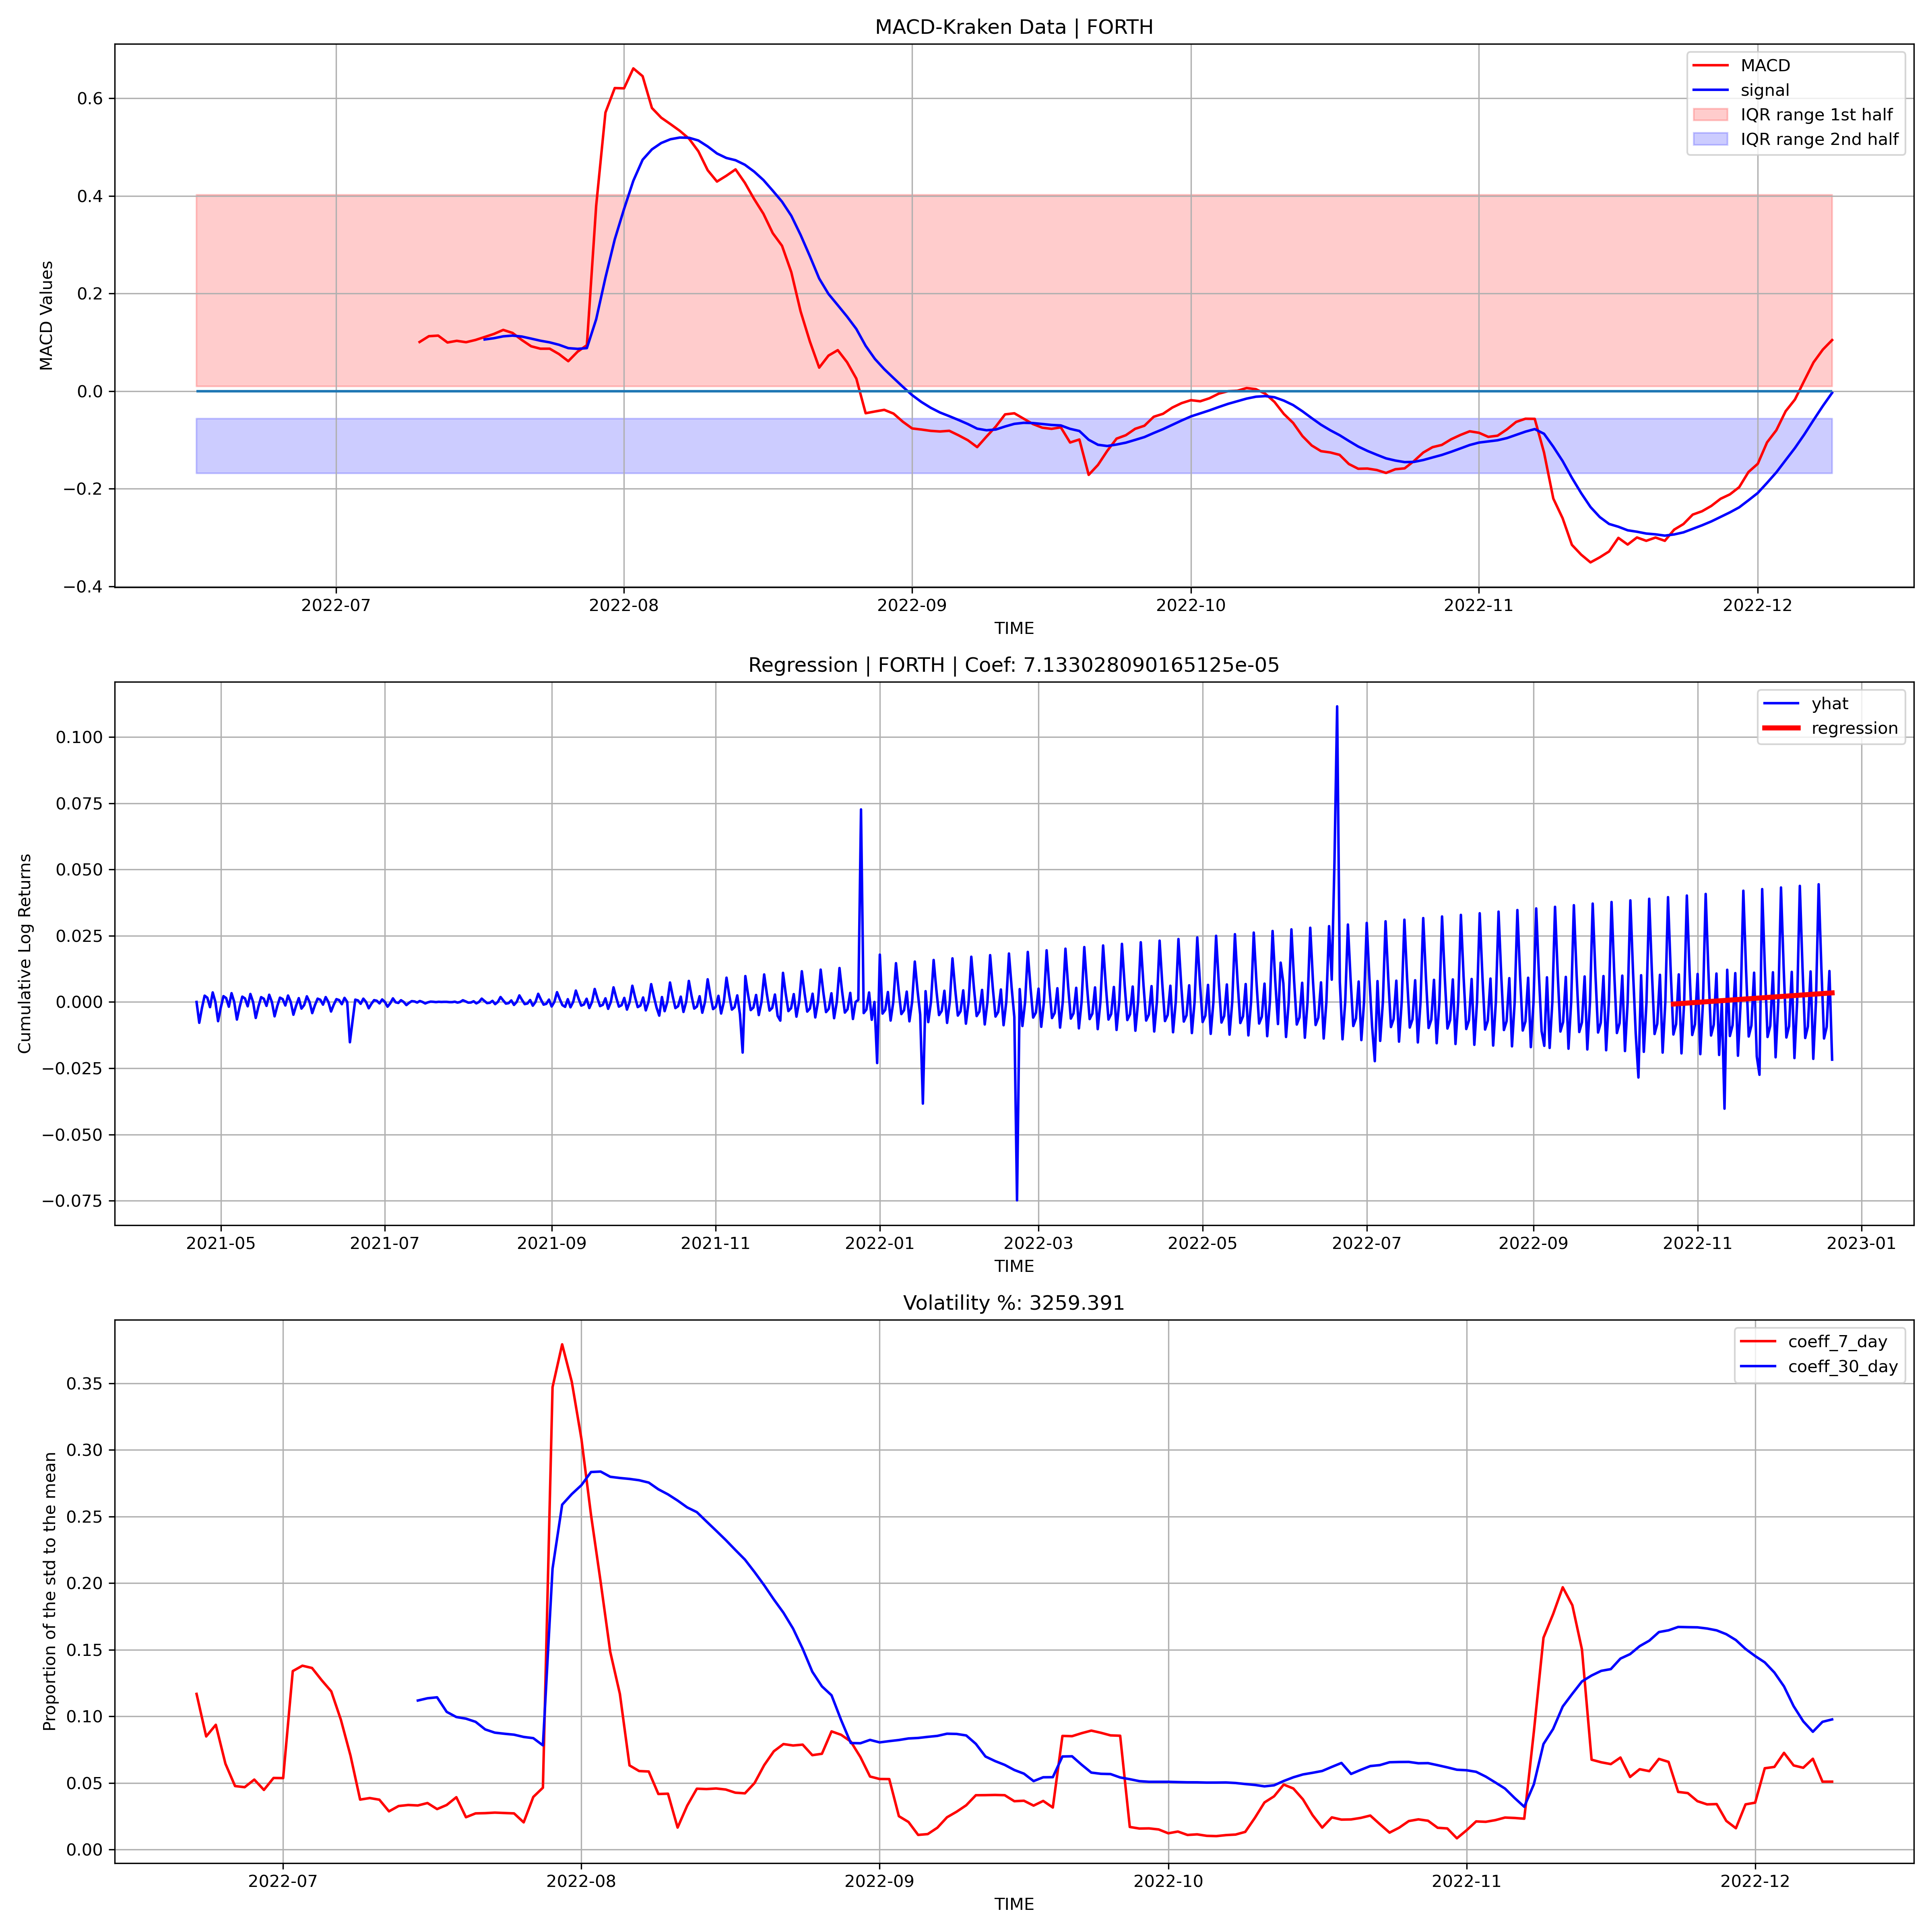 MACD-Kraken Data | FORTH
MACD
signal
IQR range 1st half
IQR range 2nd half
0.6
0.4
0.2
0.0
−0.2
−0.4
MACD Values
2022-07 2022-08 2022-09 2022-10 2022-11 2022-12
TIME
Regression | FORTH | Coef: 7.133028090165125e-05
yhat
regression
0.100
0.075
0.050
0.025
0.000
−0.025
−0.050
−0.075
Cumulative Log Returns
2021-05 2021-07 2021-09 2021-11 2022-01 2022-03 2022-05 2022-07 2022-09 2022-11 2023-01
TIME
Volatility %: 3259.391
coeff_7_day
coeff_30_day
0.35
0.30
0.25
0.20
0.15
0.10
0.05
0.00
Proportion of the std to the mean
2022-07 2022-08 2022-09 2022-10 2022-11 2022-12
TIME